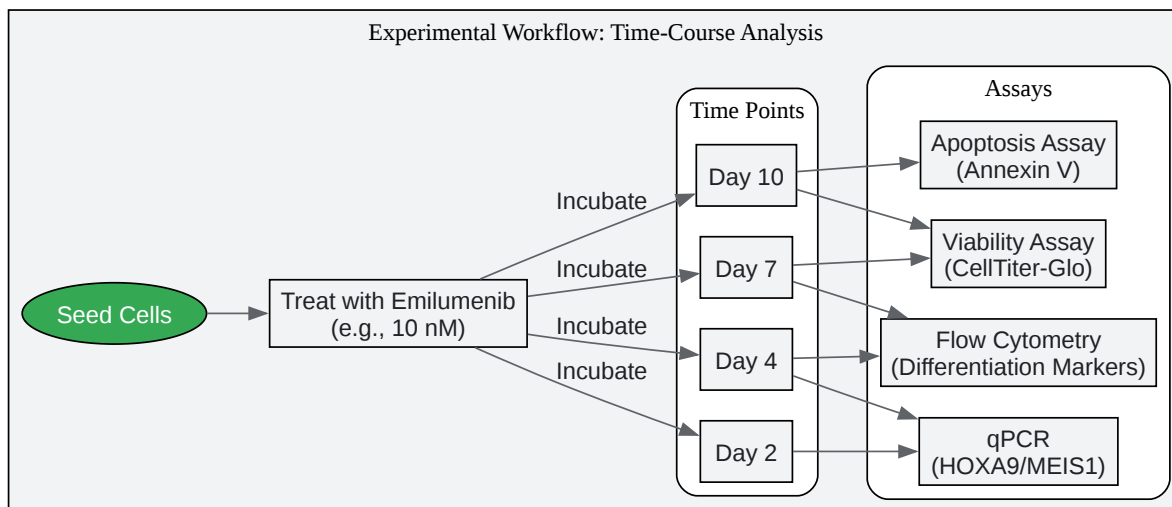 Experimental Workflow: Time-Course Analysis
Seed Cells
Treat with Emilumenib
(e.g., 10 nM)
Incubate
Incubate
Incubate
Incubate
Time Points
Day 10
Day 7
Day 4
Day 2
Assays
Apoptosis Assay
(Annexin V)
Viability Assay
(CellTiter-Glo)
Flow Cytometry
(Differentiation Markers)
qPCR
(HOXA9/MEIS1)